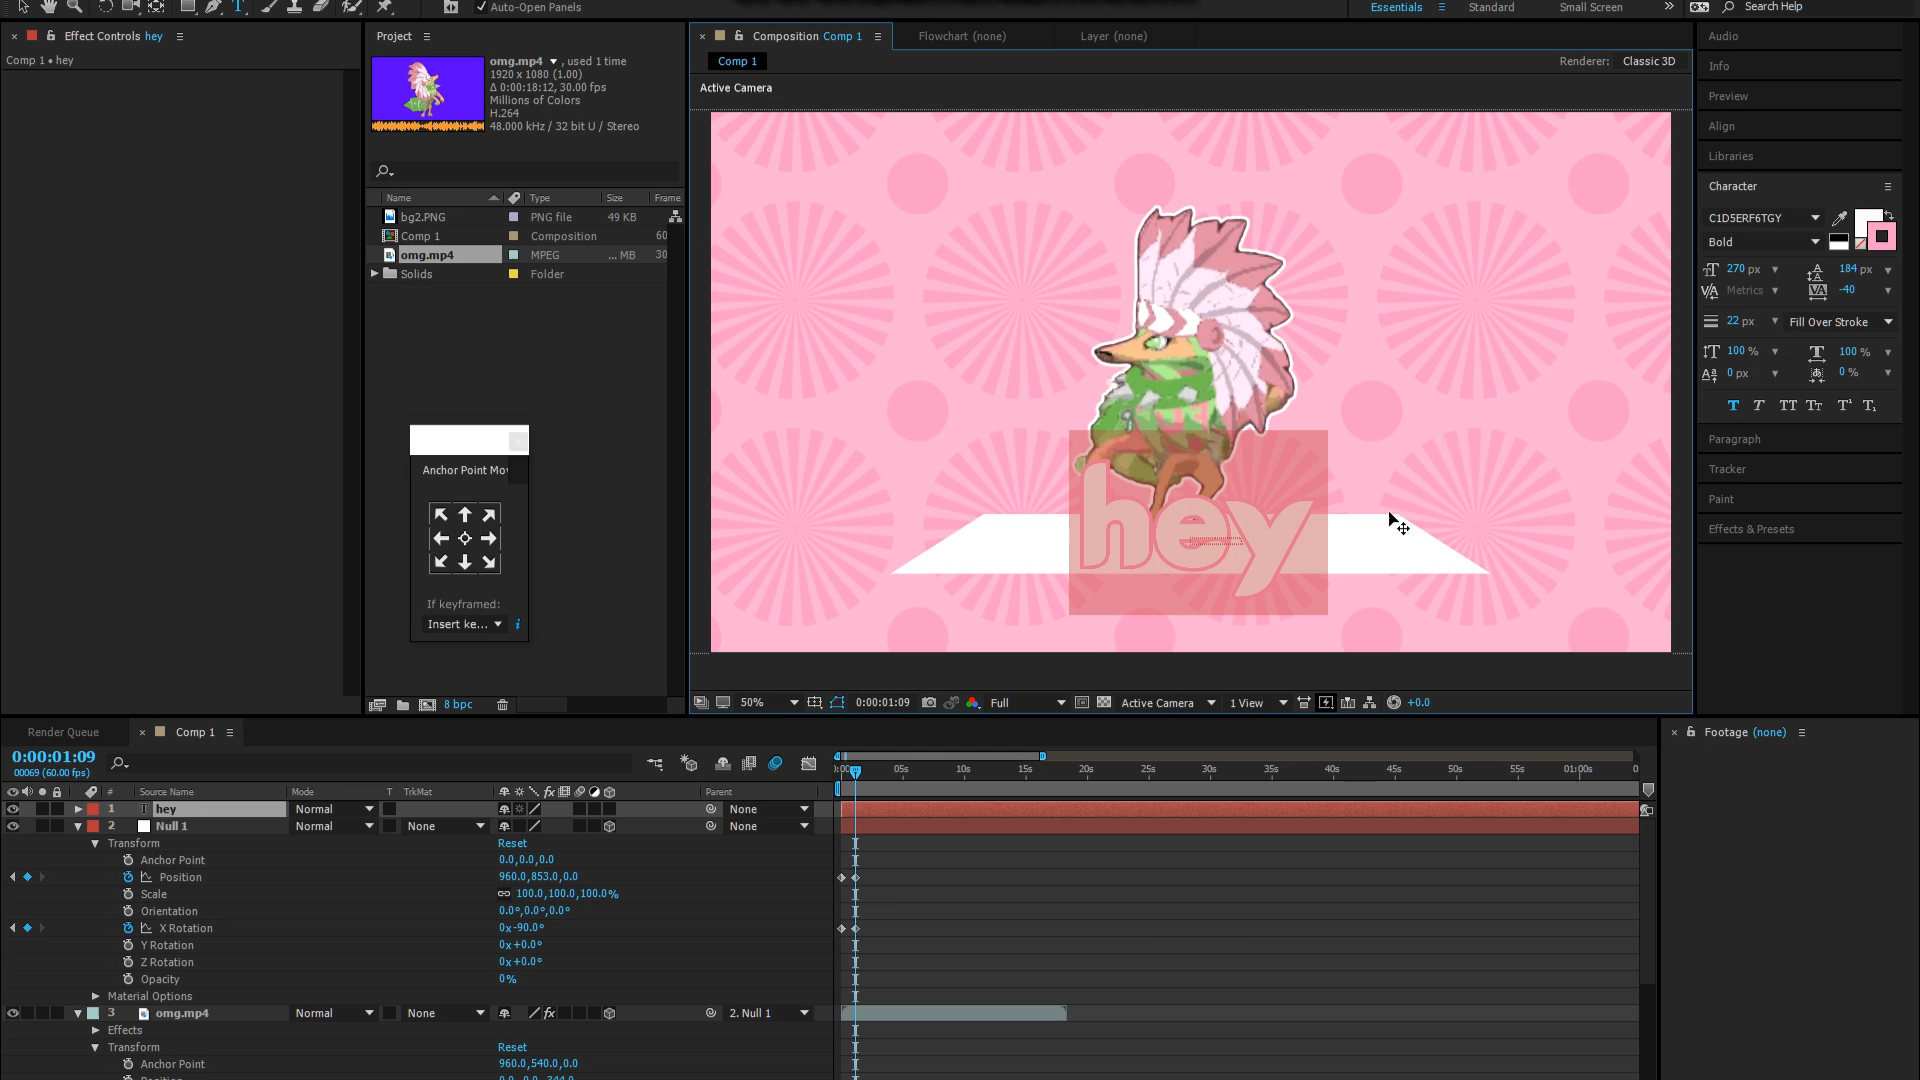 Auto-Open Panels
Essentials
Standard
Small Screen
Search Help
Effect Controls hey
Comp 1 • hey
Project
omg.mp4 , used 1 time
1920 x 1080 (1.00)
Δ 0:00:18:12, 30.00 fps
Millions of Colors
H.264
48.000 kHz / 32 bit U / Stereo
Name Type Size Frame
bg2.PNG PNG file 49 KB
Comp 1 Composition 60
omg.mp4 MPEG ... MB 30
Solids Folder
Anchor Point Mo
If keyframed:
Insert ke...
8 bpc
Composition Comp 1
Flowchart (none)
Layer (none)
Comp 1
Renderer: Classic 3D
Active Camera
hey
50%
0:00:01:09
Full
Active Camera
1 View
+0.0
Audio
Info
Preview
Align
Libraries
Character
C1D5ERF6TGY
Bold
270 px
184 px
Metrics
-40
22 px
Fill Over Stroke
100 %
100 %
0 px
0 %
Paragraph
Tracker
Paint
Effects & Presets
Render Queue
Comp 1
0:00:01:09
00069 (60.00 fps)
05s 10s 15s 20s 25s 30s 35s 40s 45s 50s 55s 01:00s
# Source Name Mode T TrkMat Parent
1 hey Normal None
2 Null 1 Normal None None
Transform Reset
Anchor Point 0.0,0.0,0.0
Position 960.0,853.0,0.0
Scale 100.0,100.0,100.0%
Orientation 0.0°,0.0°,0.0°
X Rotation 0x-90.0°
Y Rotation 0x+0.0°
Z Rotation 0x+0.0°
Opacity 0%
Material Options
3 omg.mp4 Normal None 2. Null 1
Effects
Transform Reset
Anchor Point 960.0,540.0,0.0
Footage (none)